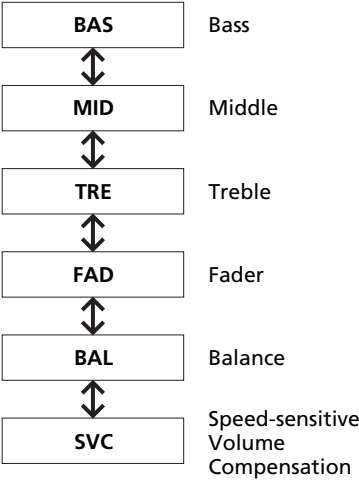 BAS Bass
MID Middle
TRE Treble
FAD Fader
BAL Balance
SVC Speed-sensitive
Volume
Compensation